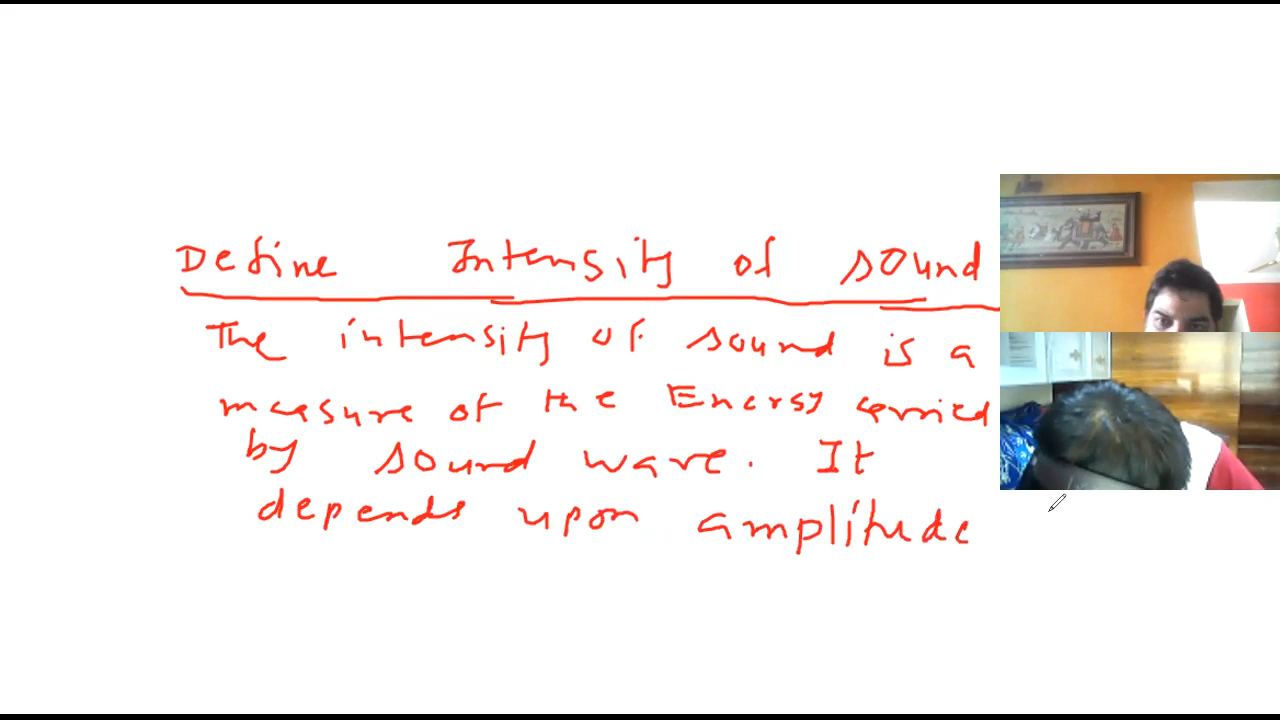 Define Intensity of sound
The intensity of sound is a
measure of the Energy carried
by sound wave. It
depends upon amplitude